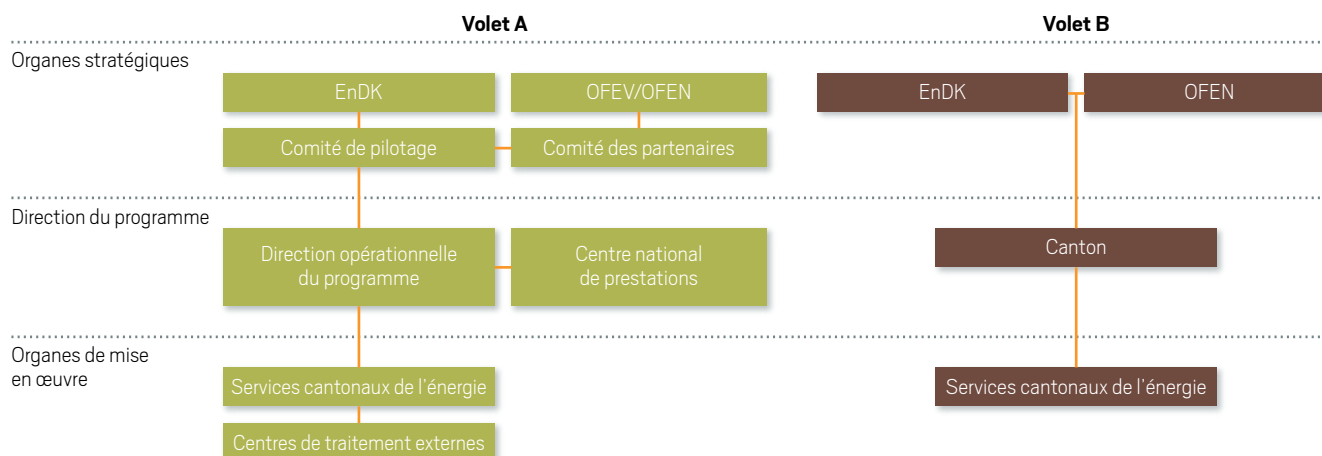 Volet A
Volet B
Organes stratégiques
EnDK
OFEV/OFEN
EnDK
OFEN
Comité de pilotage
Comité des partenaires
Direction du programme
Direction opérationnelle
du programme
Centre national
de prestations
Canton
Organes de mise
en œuvre
Services cantonaux de l'énergie
Services cantonaux de l'énergie
Centres de traitement externes